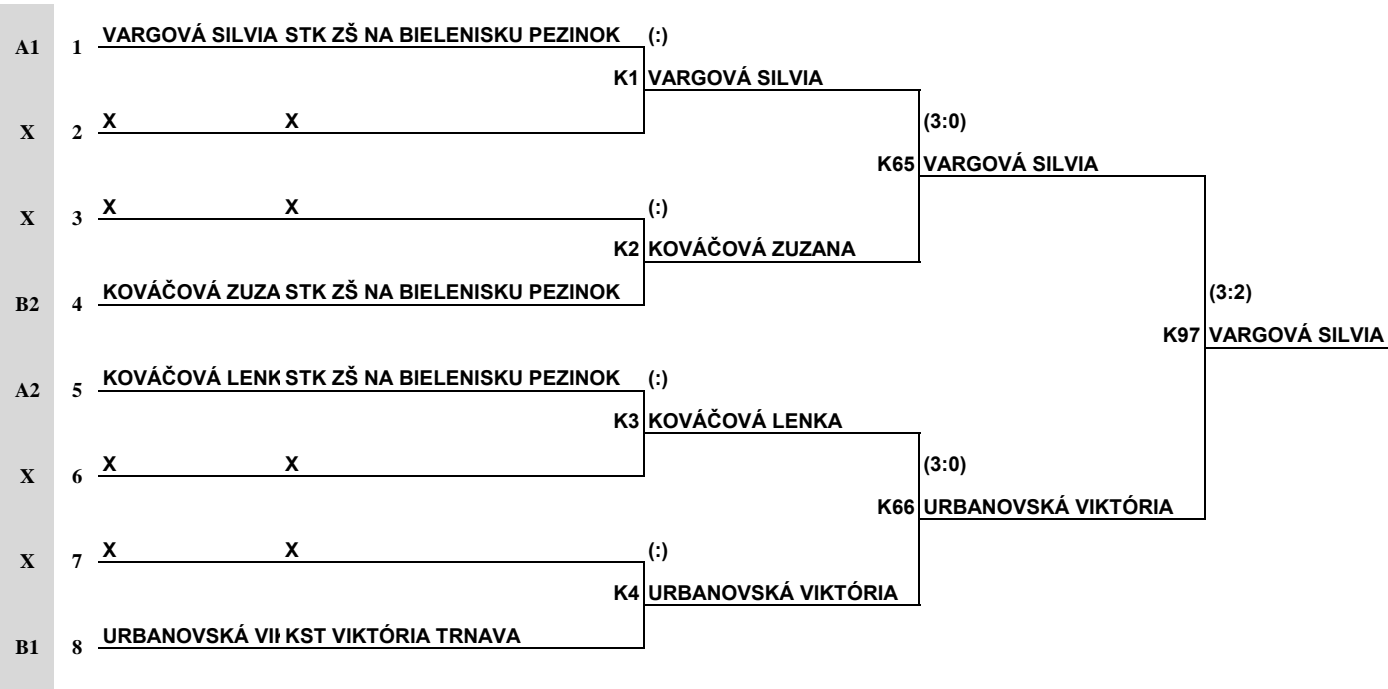 A1 1 VARGOVÁ SILVIA STK ZŠ NA BIELENISKU PEZINOK (:)
K1 VARGOVÁ SILVIA
X 2 X X (3:0)
K65 VARGOVÁ SILVIA
X 3 X X (:)
K2 KOVÁČOVÁ ZUZANA
B2 4 KOVÁČOVÁ ZUZA STK ZŠ NA BIELENISKU PEZINOK (3:2)
K97 VARGOVÁ SILVIA
A2 5 KOVÁČOVÁ LENK STK ZŠ NA BIELENISKU PEZINOK (:)
K3 KOVÁČOVÁ LENKA
X 6 X X (3:0)
K66 URBANOVSKÁ VIKTÓRIA
X 7 X X (:)
K4 URBANOVSKÁ VIKTÓRIA
B1 8 URBANOVSKÁ VI KST VIKTÓRIA TRNAVA